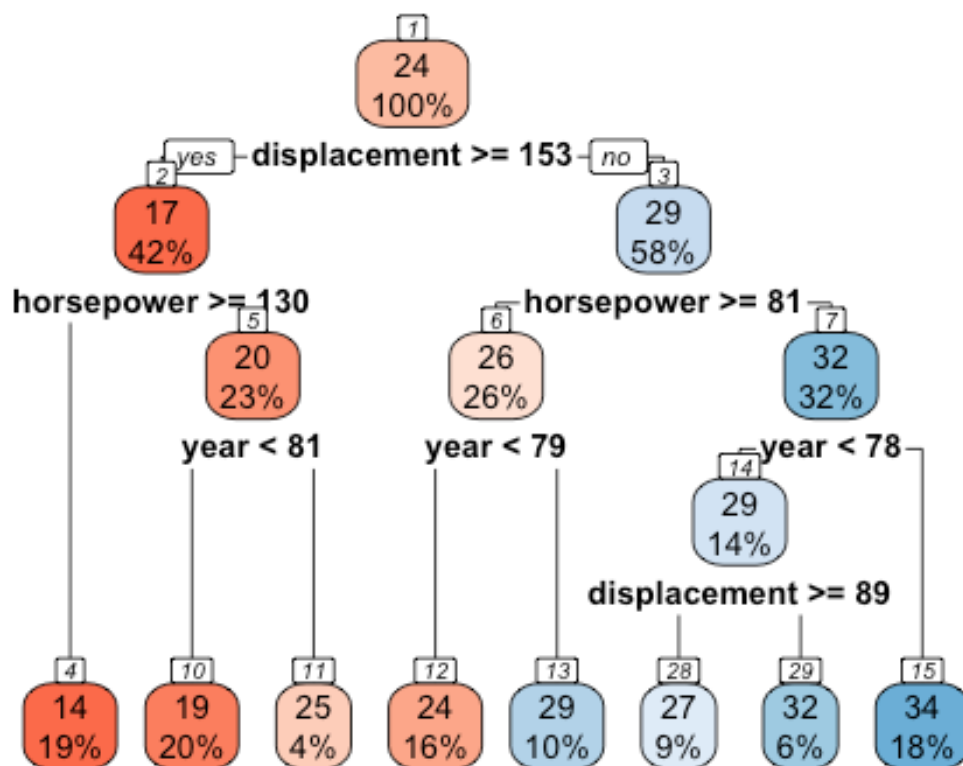 1
24
100%
yes displacement >= 153 no
2 3
17 29
42% 58%
horsepower >= 130 horsepower >= 81
5 6 7
20 26 32
23% 26% 32%
year < 81 year < 79 year < 78
14
29
14%
displacement >= 89
4 10 11 12 13 28 29 15
14 19 25 24 29 27 32 34
19% 20% 4% 16% 10% 9% 6% 18%